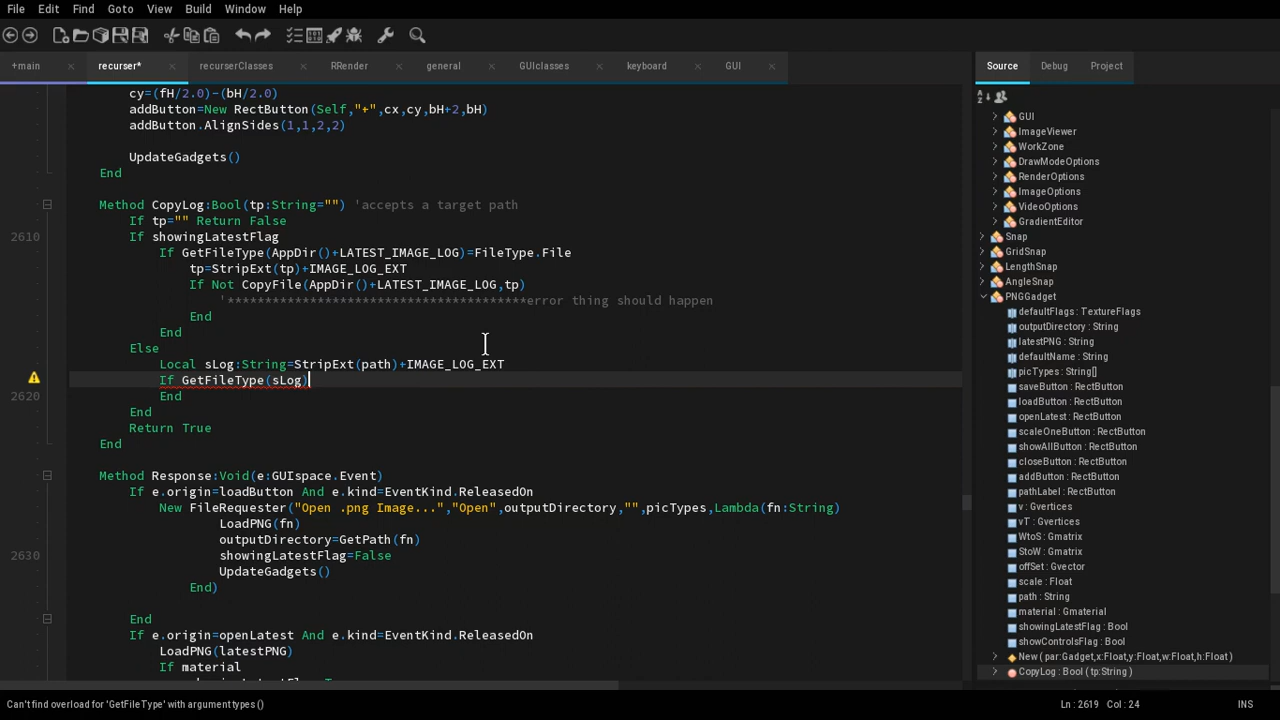 File Edit Find Goto View Build Window Help
+main recurser* recurserClasses RRender general GUIclasses keyboard GUI Source Debug Project
cy=(fH/2.0)-(bH/2.0)
addButton=New RectButton(Self,"+",cx,cy,bH+2,bH)
addButton.AlignSides(1,1,2,2)
UpdateGadgets()
End
Method CopyLog:Bool(tp:String="") 'accepts a target path
If tp="" Return False
2610 If showingLatestFlag
If GetFileType(AppDir()+LATEST_IMAGE_LOG)=FileType.File
tp=StripExt(tp)+IMAGE_LOG_EXT
If Not CopyFile(AppDir()+LATEST_IMAGE_LOG,tp)
'****************************************error thing should happen
End
End
Else
Local sLog:String=StripExt(path)+IMAGE_LOG_EXT
If GetFileType(sLog)
2620 End
End
Return True
End
Method Response:Void(e:GUIspace.Event)
If e.origin=loadButton And e.kind=EventKind.ReleasedOn
New FileRequester("Open .png Image...","Open",outputDirectory,"",picTypes,Lambda(fn:String)
LoadPNG(fn)
outputDirectory=GetPath(fn)
2630 showingLatestFlag=False
UpdateGadgets()
End)
End
If e.origin=openLatest And e.kind=EventKind.ReleasedOn
LoadPNG(latestPNG)
If material
GUI
ImageViewer
WorkZone
DrawModeOptions
RenderOptions
ImageOptions
VideoOptions
GradientEditor
Snap
GridSnap
LengthSnap
AngleSnap
PNGGadget
defaultFlags : TextureFlags
outputDirectory : String
latestPNG : String
defaultName : String
picTypes : String[]
saveButton : RectButton
loadButton : RectButton
openLatest : RectButton
scaleOneButton : RectButton
showAllButton : RectButton
closeButton : RectButton
addButton : RectButton
pathLabel : RectButton
v : Gvertices
vT : Gvertices
WtoS : Gmatrix
StoW : Gmatrix
offSet : Gvector
scale : Float
path : String
material : Gmaterial
showingLatestFlag : Bool
showControlsFlag : Bool
New ( par:Gadget,x:Float,y:Float,w:Float,h:Float )
CopyLog : Bool ( tp:String )
Can't find overload for 'GetFileType' with argument types () Ln : 2619 Col : 24 INS